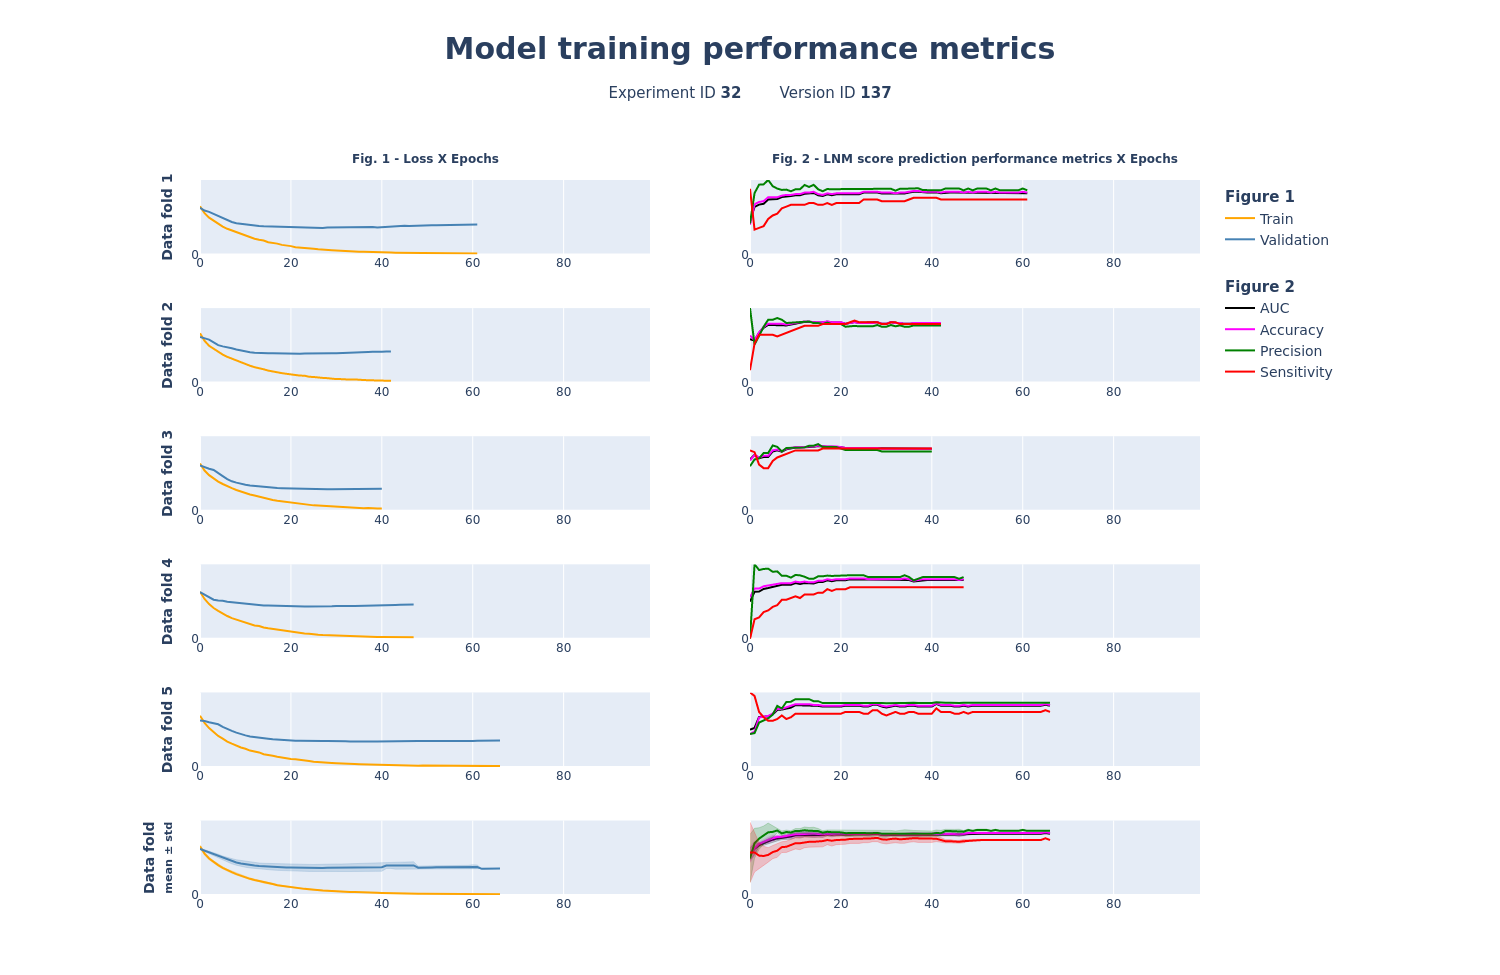 Model training performance metrics
Experiment ID 32 Version ID 137
Fig. 1 - Loss X Epochs
Fig. 2 - LNM score prediction performance metrics X Epochs
Data fold 1
0
0 20 40 60 80
0
0 20 40 60 80
Figure 1
Train
Validation
Figure 2
AUC
Accuracy
Precision
Sensitivity
Data fold 2
0
0 20 40 60 80
0
0 20 40 60 80
Data fold 3
0
0 20 40 60 80
0
0 20 40 60 80
Data fold 4
0
0 20 40 60 80
0
0 20 40 60 80
Data fold 5
0
0 20 40 60 80
0
0 20 40 60 80
Data fold
mean ± std
0
0 20 40 60 80
0
0 20 40 60 80